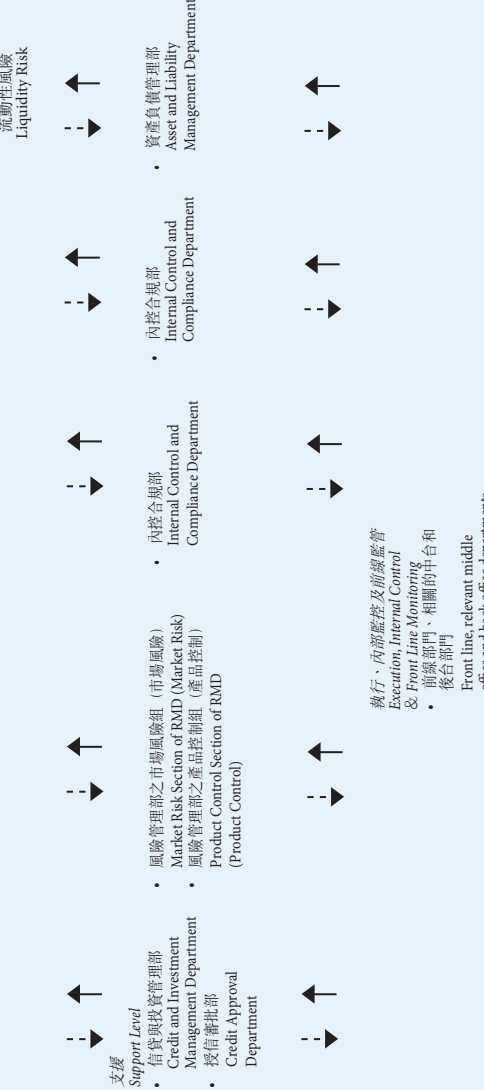 支援
Support Level
• 信貸與投資管理部
Credit and Investment
Management Department
• 授信審批部
Credit Approval
Department
• 風險管理部之市場風險組（市場風險）
Market Risk Section of RMD (Market Risk)
• 風險管理部之產品控制組（產品控制）
Product Control Section of RMD
(Product Control)
• 內控合規部
Internal Control and
Compliance Department
• 內控合規部
Internal Control and
Compliance Department
• 資產負債管理部
Asset and Liability
Management Department
流動性風險
Liquidity Risk
執行、內部監控及前線監管
Execution, Internal Control
& Front Line Monitoring
• 前線部門、相關的中台和
後台部門
Front line, relevant middle
office and back office departments